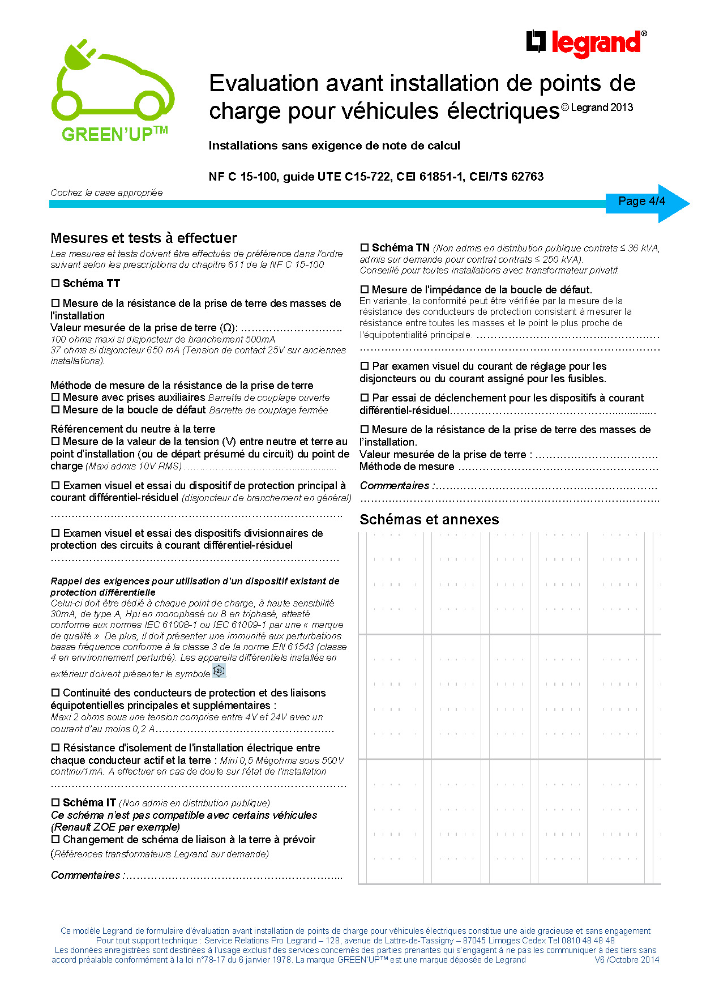 legrand®
GREEN’UP™
Evaluation avant installation de points de
charge pour véhicules électriques© Legrand 2013
Installations sans exigence de note de calcul
NF C 15-100, guide UTE C15-722, CEI 61851-1, CEI/TS 62763
Cochez la case appropriée
Page 4/4
Mesures et tests à effectuer
Les mesures et tests doivent être effectués de préférence dans l'ordre
suivant selon les prescriptions du chapitre 611 de la NF C 15-100
☐ Schéma TT
☐ Mesure de la résistance de la prise de terre des masses de
l'installation
Valeur mesurée de la prise de terre (Ω): ………………………..
100 ohms maxi si disjoncteur de branchement 500mA
37 ohms si disjoncteur 650 mA (Tension de contact 25V sur anciennes
installations).
Méthode de mesure de la résistance de la prise de terre
☐ Mesure avec prises auxiliaires Barrette de couplage ouverte
☐ Mesure de la boucle de défaut Barrette de couplage fermée
Référencement du neutre à la terre
☐ Mesure de la valeur de la tension (V) entre neutre et terre au
point d’installation (ou de départ présumé du circuit) du point de
charge (Maxi admis 10V RMS) …………………………...................
☐ Examen visuel et essai du dispositif de protection principal à
courant différentiel-résiduel (disjoncteur de branchement en général)
………………………………………………………………………..
☐ Examen visuel et essai des dispositifs divisionnaires de
protection des circuits à courant différentiel-résiduel
………………………………………………………………………
Rappel des exigences pour utilisation d’un dispositif existant de
protection différentielle
Celui-ci doit être dédié à chaque point de charge, à haute sensibilité
30mA, de type A, Hpi en monophasé ou B en triphasé, attesté
conforme aux normes IEC 61008-1 ou IEC 61009-1 par une « marque
de qualité ». De plus, il doit présenter une immunité aux perturbations
basse fréquence conforme à la classe 3 de la norme EN 61543 (classe
4 en environnement perturbé). Les appareils différentiels installés en
extérieur doivent présenter le symbole -25.
☐ Continuité des conducteurs de protection et des liaisons
équipotentielles principales et supplémentaires :
Maxi 2 ohms sous une tension comprise entre 4V et 24V avec un
courant d’au moins 0,2 A……………………………………………
☐ Résistance d'isolement de l'installation électrique entre
chaque conducteur actif et la terre : Mini 0,5 Mégohms sous 500V
continu/1mA. A effectuer en cas de doute sur l’état de l’installation
…………………………………………………………………………
☐ Schéma IT (Non admis en distribution publique)
Ce schéma n’est pas compatible avec certains véhicules
(Renault ZOE par exemple)
☐ Changement de schéma de liaison à la terre à prévoir
(Références transformateurs Legrand sur demande)
Commentaires :……………………………………………………...
☐ Schéma TN (Non admis en distribution publique contrats ≤ 36 kVA,
admis sur demande pour contrat contrats ≤ 250 kVA).
Conseillé pour toutes installations avec transformateur privatif.
☐ Mesure de l'impédance de la boucle de défaut.
En variante, la conformité peut être vérifiée par la mesure de la
résistance des conducteurs de protection consistant à mesurer la
résistance entre toutes les masses et le point le plus proche de
l’équipotentialité principale. …………………………………………….
………………………………………………………………………….
☐ Par examen visuel du courant de réglage pour les
disjoncteurs ou du courant assigné pour les fusibles.
☐ Par essai de déclenchement pour les dispositifs à courant
différentiel-résiduel……………………………………….................
☐ Mesure de la résistance de la prise de terre des masses de
l’installation.
Valeur mesurée de la prise de terre : ……………………………..
Méthode de mesure …………………………………………………
Commentaires :………………………………………………………
…………………………………………………………………………..
Schémas et annexes
Ce modèle Legrand de formulaire d’évaluation avant installation de points de charge pour véhicules électriques constitue une aide gracieuse et sans engagement
Pour tout support technique : Service Relations Pro Legrand – 128, avenue de Lattre-de-Tassigny – 87045 Limoges Cedex Tel 0810 48 48 48
Les données enregistrées sont destinées à l’usage exclusif des services concernés des parties prenantes qui s’engagent à ne pas les communiquer à des tiers sans
accord préalable conformément à la loi n°78-17 du 6 janvier 1978. La marque GREEN’UP™ est une marque déposée de Legrand V6 /Octobre 2014